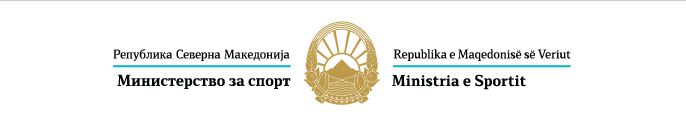 Република Северна Македонија
Министерство за спорт
Republika e Maqedonisë së Veriut
Ministria e Sportit